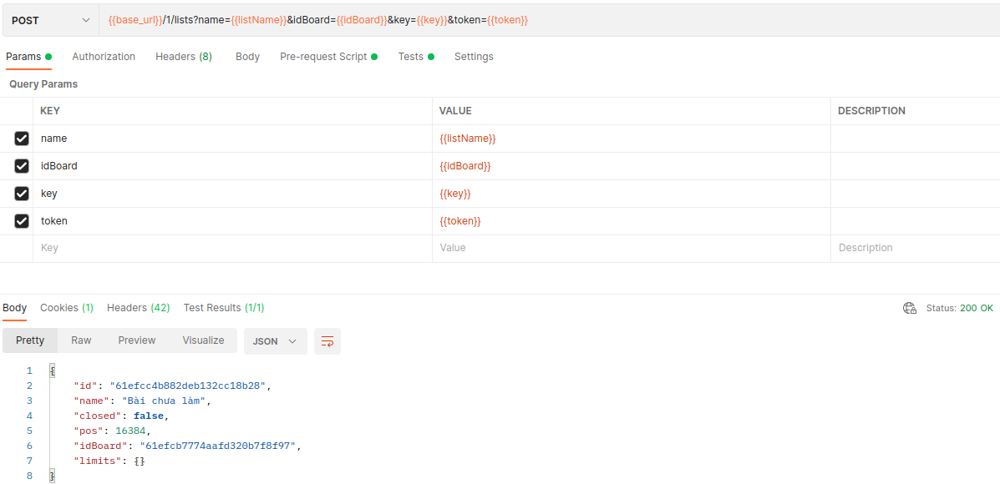 POST {{base_url}}/1/lists?name={{listName}}&idBoard={{idBoard}}&key={{key}}&token={{token}}
Params Authorization Headers (8) Body Pre-request Script Tests Settings
Query Params
KEY VALUE DESCRIPTION
name {{listName}}
idBoard {{idBoard}}
key {{key}}
token {{token}}
Key Value Description
Body Cookies (1) Headers (42) Test Results (1/1) Status: 200 OK
Pretty Raw Preview Visualize JSON
1 {
2 "id": "61efcc4b882deb132cc18b28",
3 "name": "Bài chưa làm",
4 "closed": false,
5 "pos": 16384,
6 "idBoard": "61efcb7774aafd320b7f8f97",
7 "limits": {}
8 }